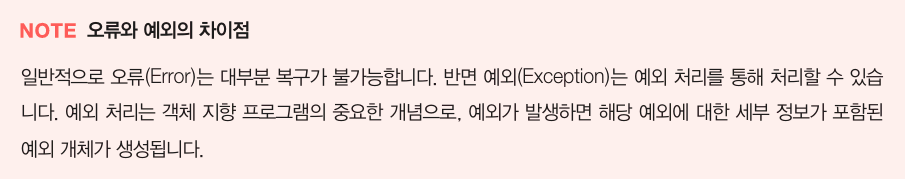 NOTE 오류와 예외의 차이점
일반적으로 오류(Error)는 대부분 복구가 불가능합니다. 반면 예외(Exception)는 예외 처리를 통해 처리할 수 있습
니다. 예외 처리는 객체 지향 프로그램의 중요한 개념으로, 예외가 발생하면 해당 예외에 대한 세부 정보가 포함된
예외 개체가 생성됩니다.